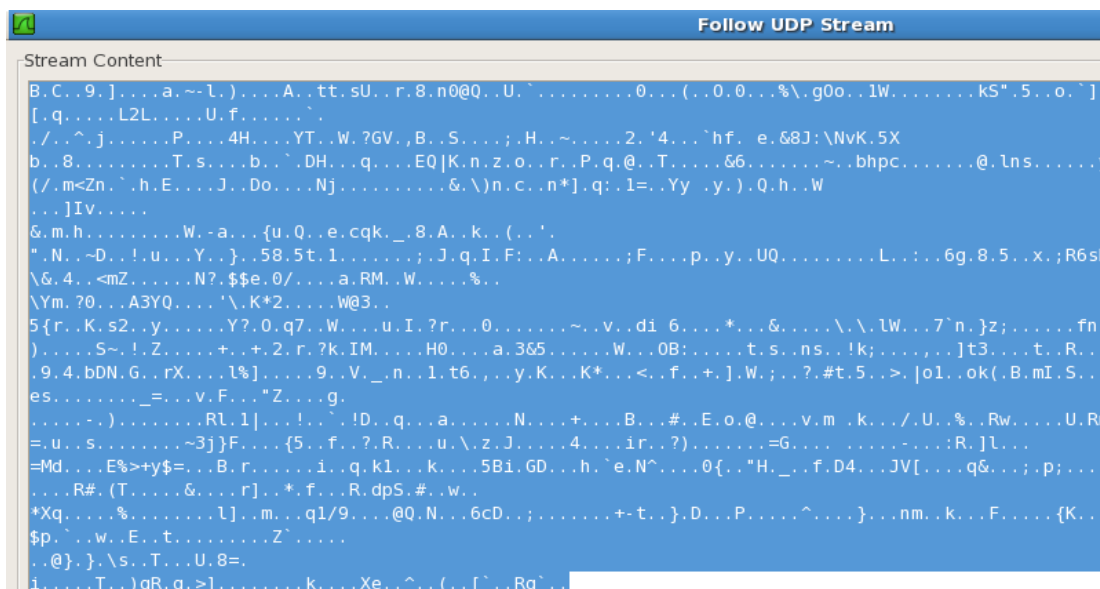 Follow UDP Stream
Stream Content
B.C..9.]....a.~-l.)....A..tt.sU..r.8.n0@Q..U.`.........0...(..0.0...%\.gOo..1W........kS".5..o.`]
[.q.....L2L.....U.f......`.
./..^.j......P....4H....YT..W.?GV.,B..S....;.H..~.....2.'4...`hf. e.&8J:\NvK.5X
b..8.........T.s....b..`.DH...q....EQ|K.n.z.o..r..P.q.@..T.....&6.......~..bhpc.......@.lns......
(/.m<Zn.`.h.E....J..Do....Nj..........&.\)n.c..n*].q:.1=..Yy .y.).Q.h..W
...]Iv.....
&.m.h.........W.-a...{u.Q..e.cqk._.8.A..k..(..'.
".N..~D..!.u...Y..}..58.5t.1.......;.J.q.I.F:..A......;F....p..y..UQ.........L..:..6g.8.5..x.;R6s
\&.4..<mZ......N?.$$e.0/....a.RM..W.....%..
\Ym.?0...A3YQ....'\.K*2.....W@3..
5{r..K.s2..y......Y?.O.q7..W....u.I.?r...0.......~..v..di 6....*...&.....\.\.lW...7`n.}z;......fn
).....S~.!.Z.....+..+.2.r.?k.IM.....H0....a.3&5......W...OB:.....t.s..ns..!k;....,..]t3....t..R..
.9.4.bDN.G..rX....l%].....9..V._.n..1.t6.,..y.K...K*...<..f..+.].W.;..?.#t.5..>.|o1..ok(.B.mI.S..
es........_=...v.F..."Z....g.
.....-.)........Rl.1|...!..`.!D..q...a.......N....+....B...#..E.o.@....v.m .k.../.U..%..Rw.....U.R
=.u..s........~3j}F....{5..f..?.R....u.\.z.J.....4....ir..?).......=G.... ........-...:R.]l...
=Md....E%>+y$=...B.r......i..q.k1...k....5Bi.GD...h.`e.N^....0{.."H._..f.D4...JV[....q&...;.p;...
....R#.(T.....&....r]..*.f...R.dpS.#..w..
*Xq.....%........l]..m...q1/9....@Q.N...6cD..;.......+-t..}.D...P.....^....}...nm..k...F.....{K..
$p.`..w..E..t.........Z`.....
..@}.}.\s..T...U.8=.
i.....T..)gR.g.>]........k....Xe..^..(..[`..Rg`..